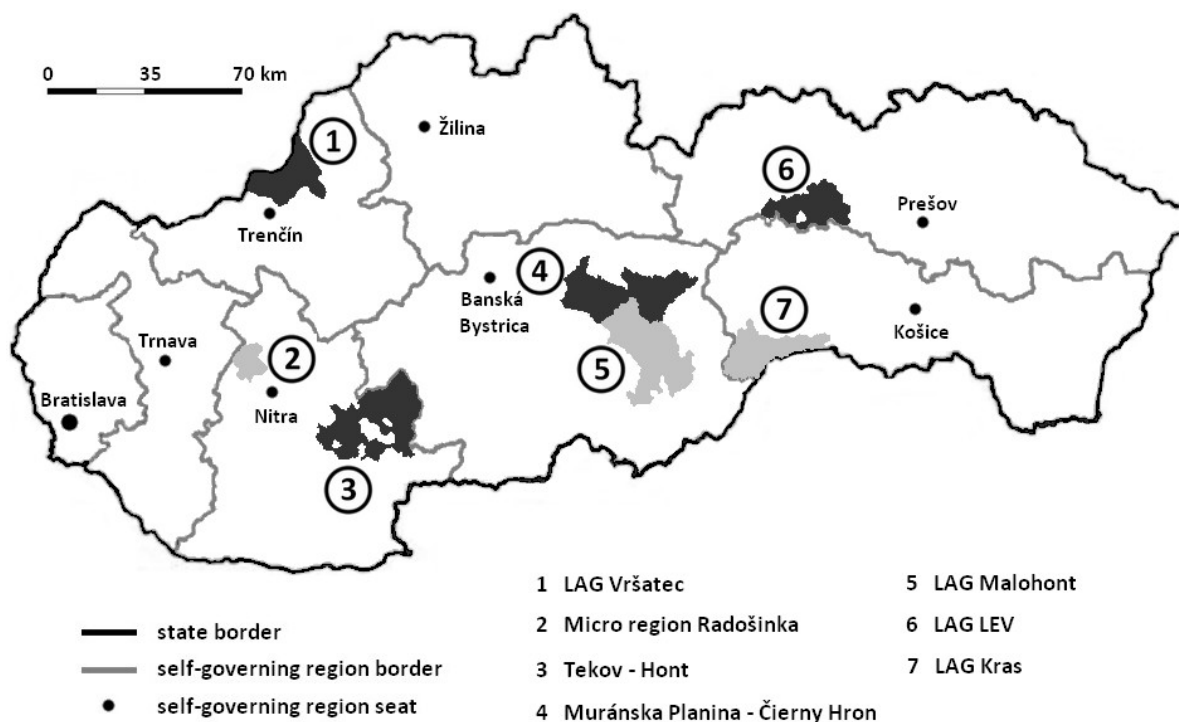 0 35 70 km
1
Žilina
6
Prešov
Trenčín
4
Banská
Bystrica
7
Košice
Trnava
2
5
Bratislava
Nitra
3
state border
self-governing region border
self-governing region seat
1 LAG Vršatec
2 Micro region Radošinka
3 Tekov - Hont
4 Muránska Planina - Čierny Hron
5 LAG Malohont
6 LAG LEV
7 LAG Kras